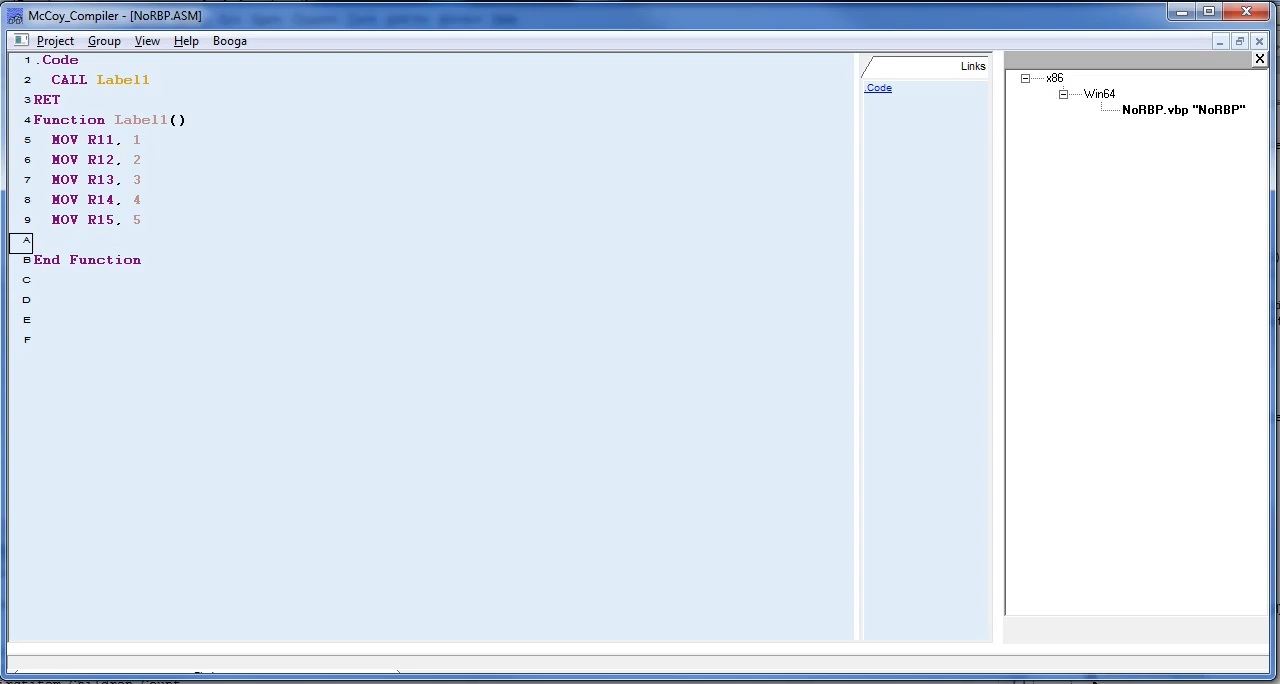 McCoy_Compiler - [NoRBP.ASM]
Project Group View Help Booga
1 .Code
2 CALL Label1
3 RET
4 Function Label1()
5 MOV R11, 1
6 MOV R12, 2
7 MOV R13, 3
8 MOV R14, 4
9 MOV R15, 5
A
B End Function
C
D
E
F
Links
.Code
X
x86
Win64
NoRBP.vbp "NoRBP"